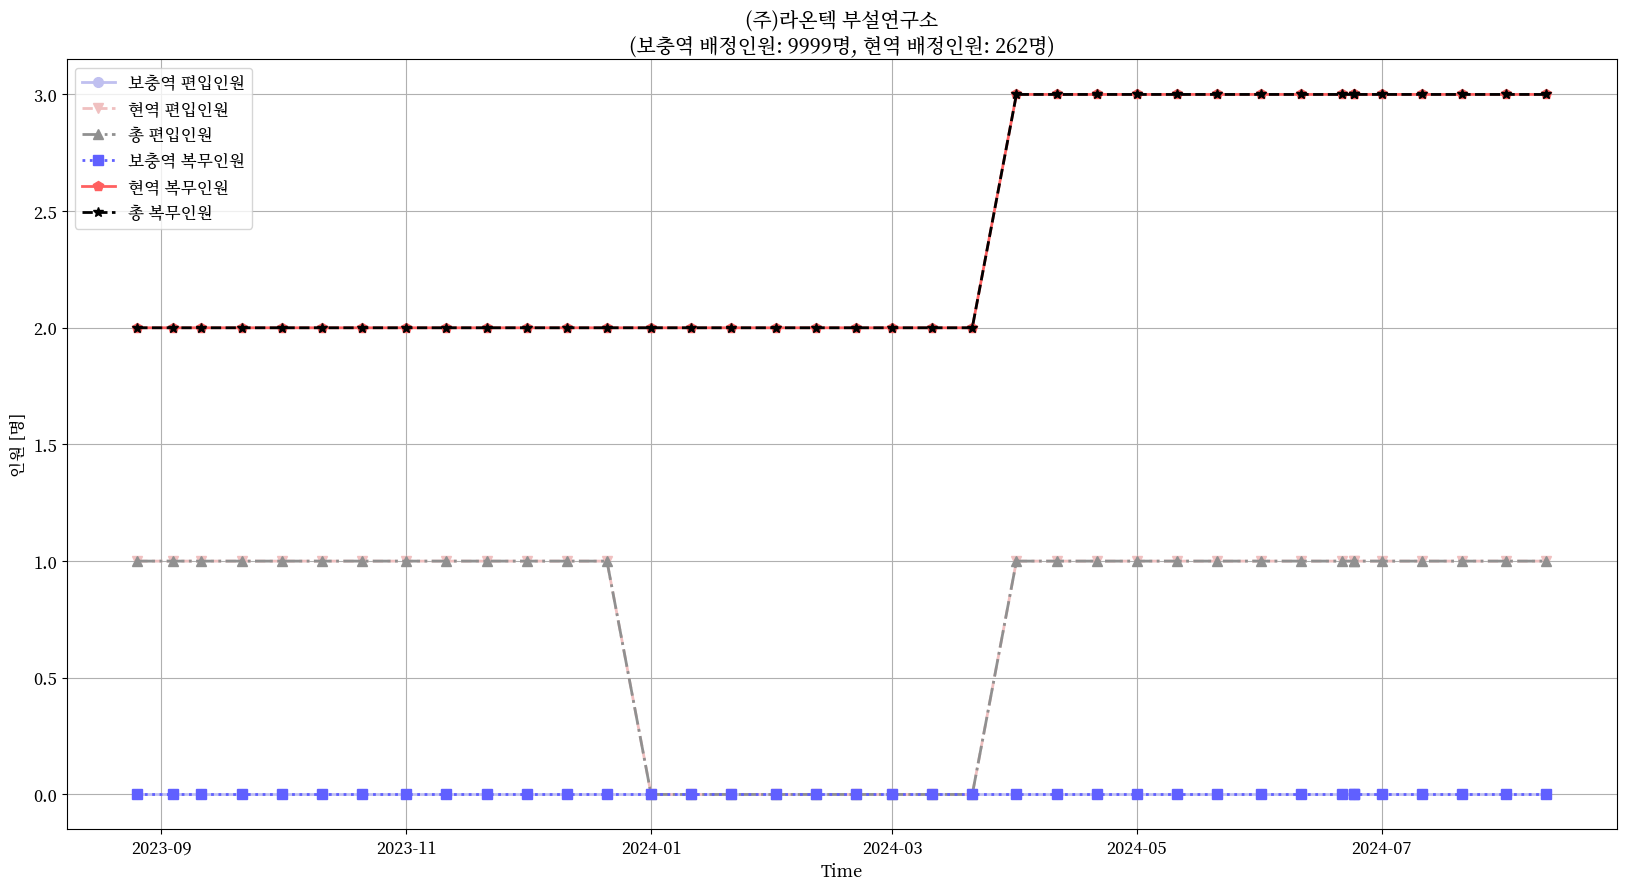 (주)라온텍 부설연구소
(보충역 배정인원: 9999명, 현역 배정인원: 262명)
보충역 편입인원
현역 편입인원
총 편입인원
보충역 복무인원
현역 복무인원
총 복무인원
인원 [명]
3.0
2.5
2.0
1.5
1.0
0.5
0.0
2023-09
2023-11
2024-01
2024-03
2024-05
2024-07
Time